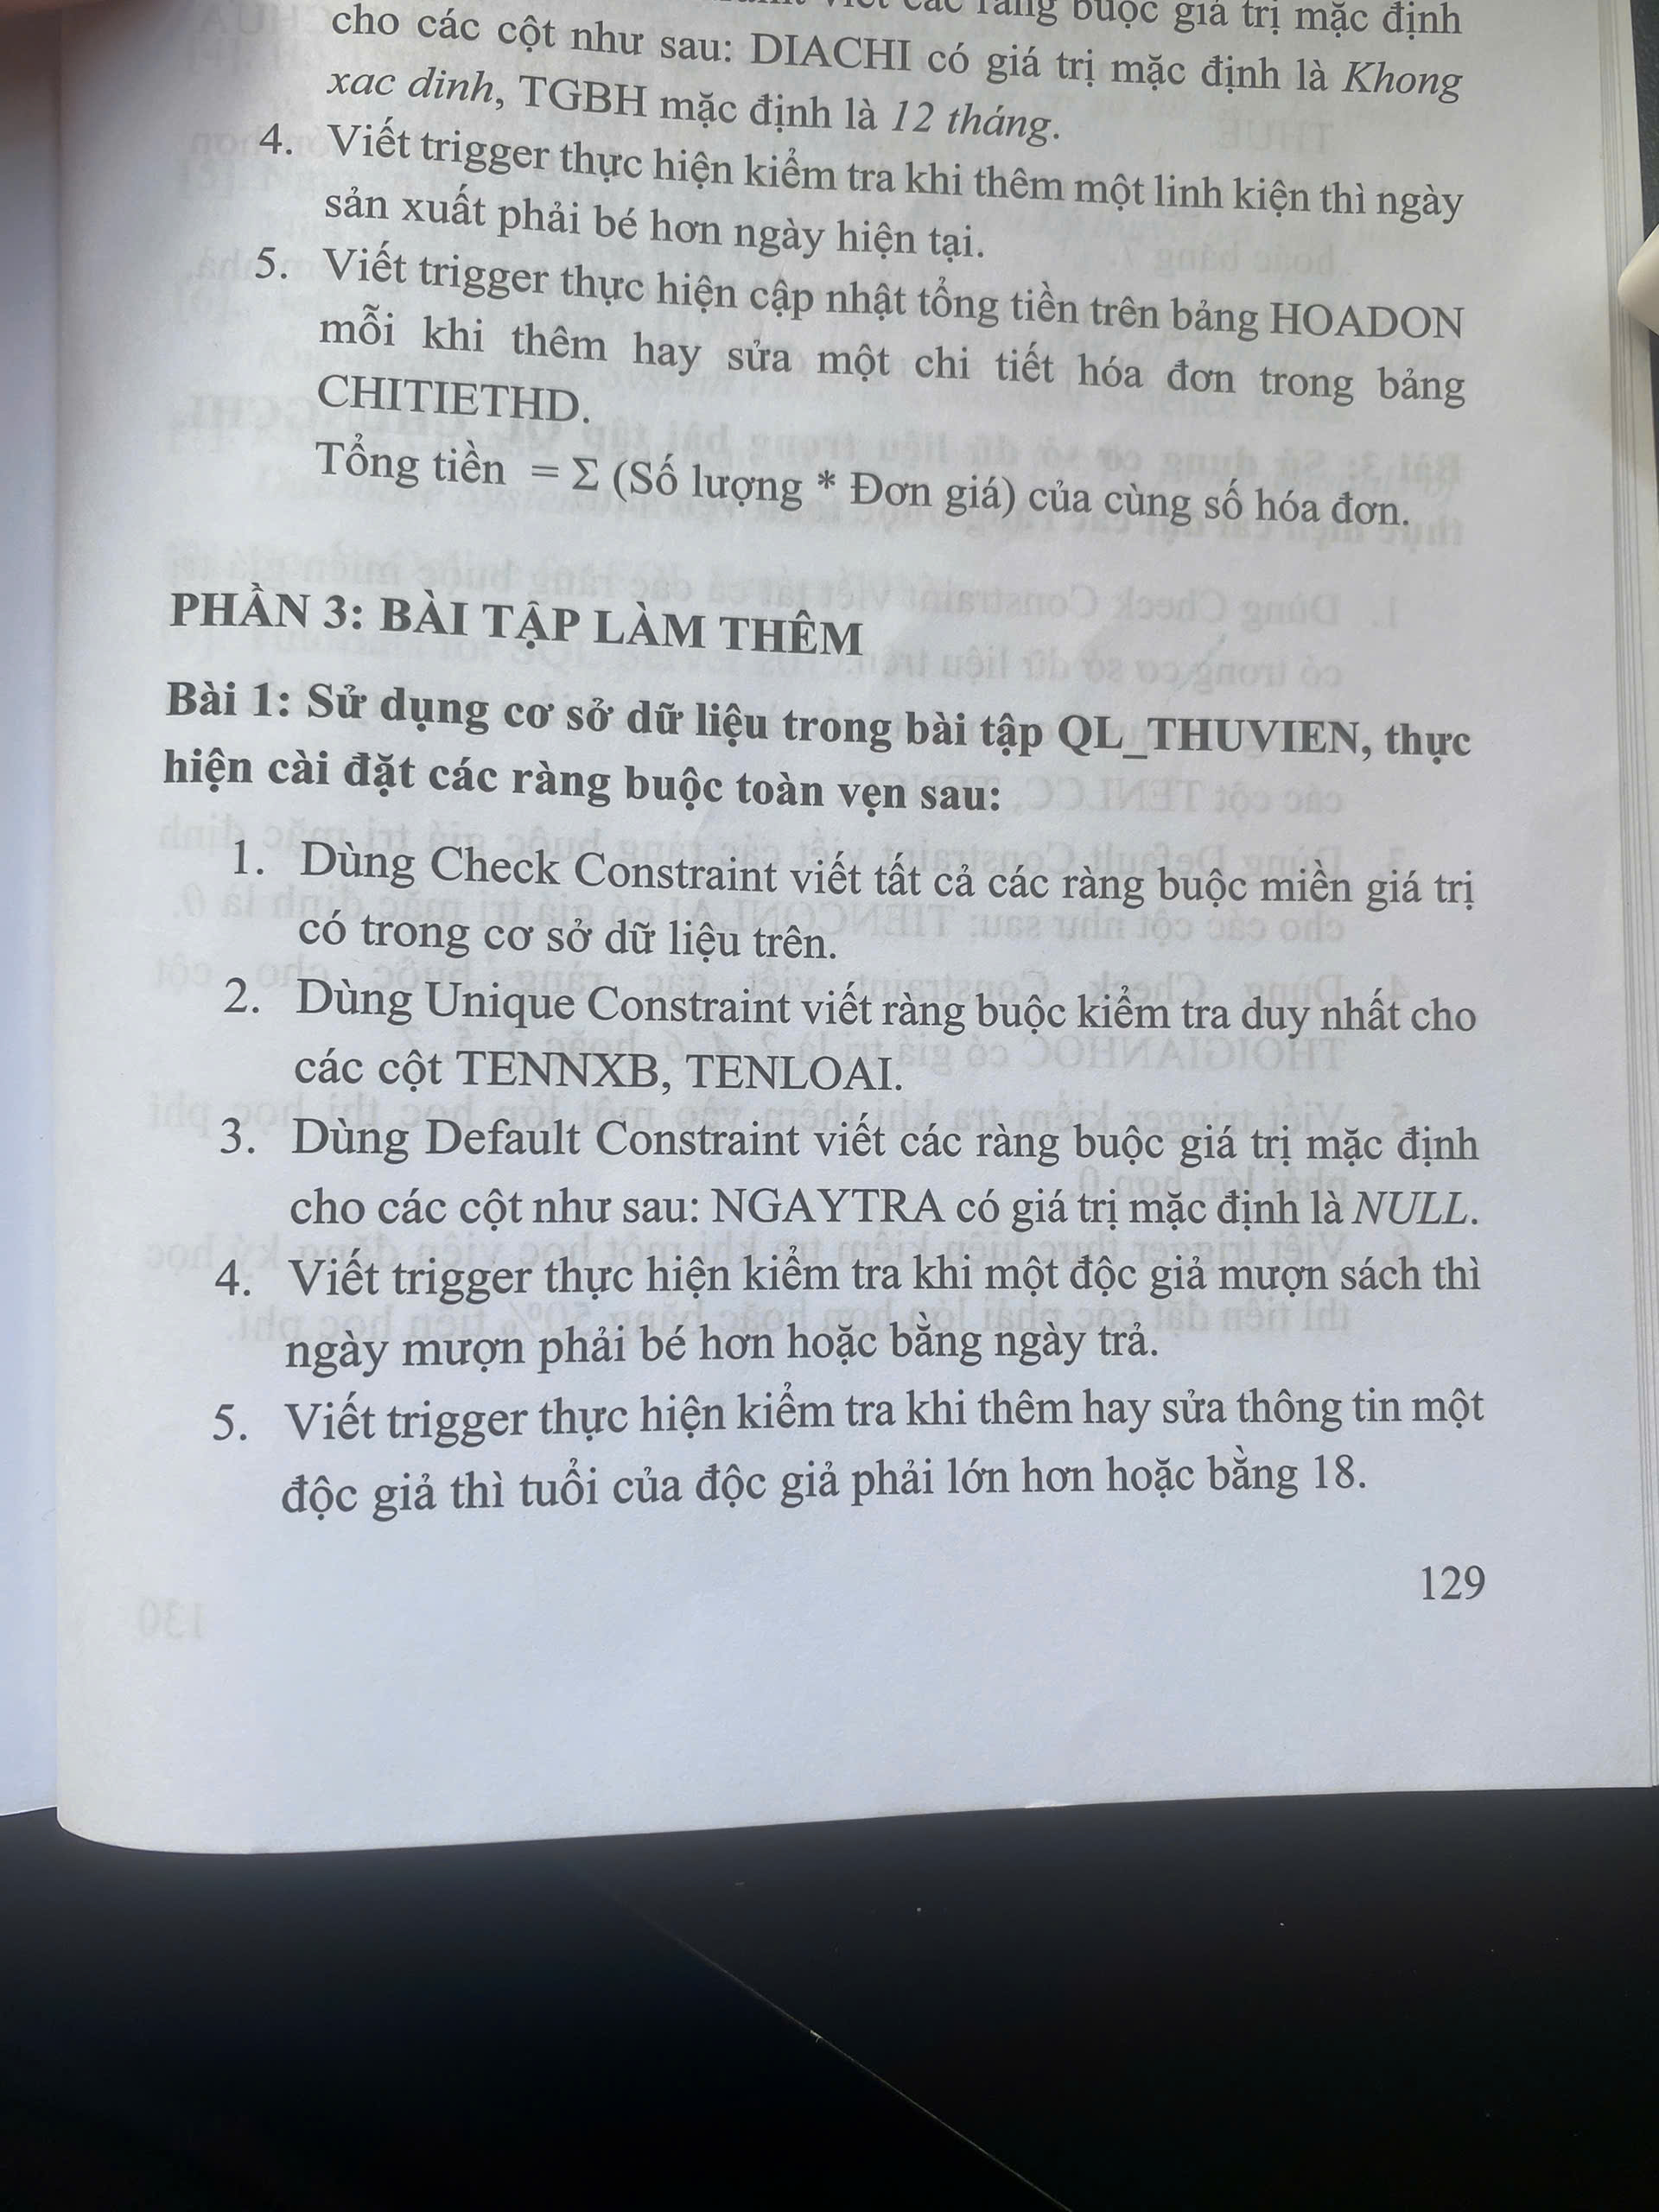 viết các ràng buộc giá trị mặc định
cho các cột như sau: DIACHI có giá trị mặc định là Khong
xac dinh, TGBH mặc định là 12 tháng.
4. Viết trigger thực hiện kiểm tra khi thêm một linh kiện thì ngày
sản xuất phải bé hơn ngày hiện tại.
5. Viết trigger thực hiện cập nhật tổng tiền trên bảng HOADON
mỗi khi thêm hay sửa một chi tiết hóa đơn trong bảng
CHITIETHD.
Tổng tiền = Σ (Số lượng * Đơn giá) của cùng số hóa đơn.
PHẦN 3: BÀI TẬP LÀM THÊM
Bài 1: Sử dụng cơ sở dữ liệu trong bài tập QL_THUVIEN, thực
hiện cài đặt các ràng buộc toàn vẹn sau:
1. Dùng Check Constraint viết tất cả các ràng buộc miền giá trị
có trong cơ sở dữ liệu trên.
2. Dùng Unique Constraint viết ràng buộc kiểm tra duy nhất cho
các cột TENNXB, TENLOAI.
3. Dùng Default Constraint viết các ràng buộc giá trị mặc định
cho các cột như sau: NGAYTRA có giá trị mặc định là NULL.
4. Viết trigger thực hiện kiểm tra khi một độc giả mượn sách thì
ngày mượn phải bé hơn hoặc bằng ngày trả.
5. Viết trigger thực hiện kiểm tra khi thêm hay sửa thông tin một
độc giả thì tuổi của độc giả phải lớn hơn hoặc bằng 18.
129